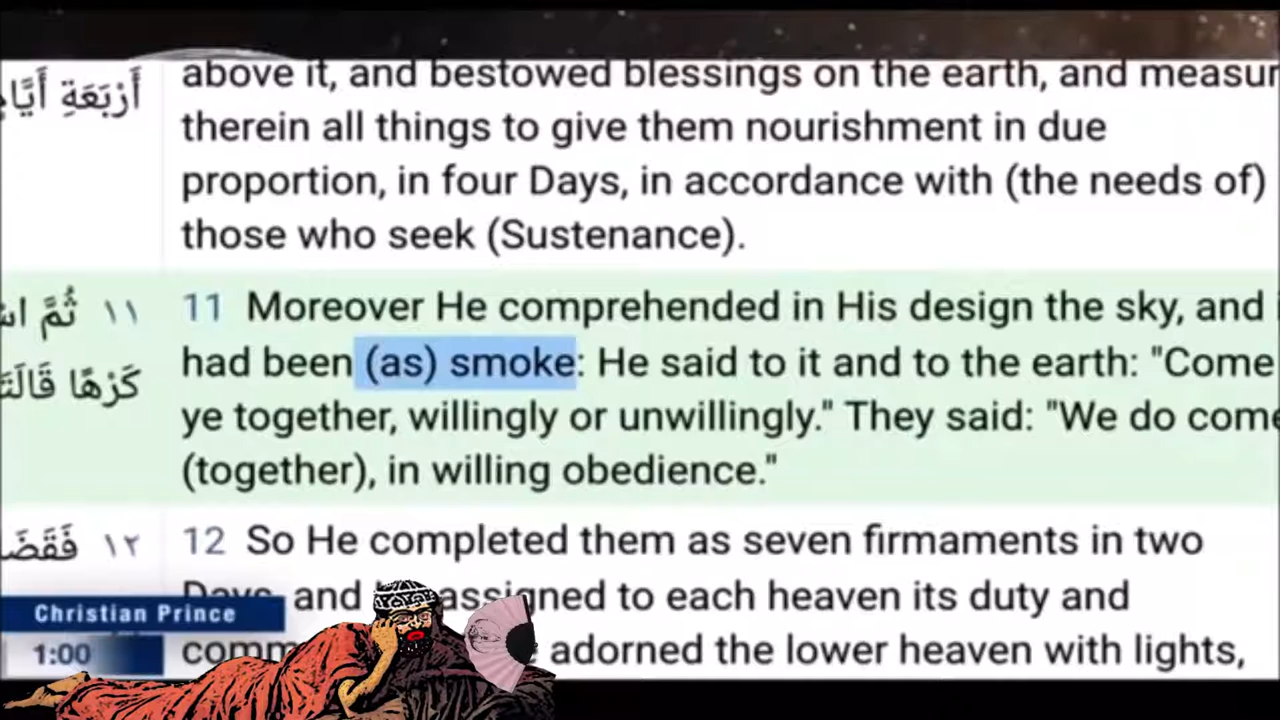 أَرْبَعَةِ
above it, and bestowed blessings on the earth, and
therein all things to give them nourishment in due
proportion, in four Days, in accordance with (the needs of)
those who seek (Sustenance).
١١ ثُمَّ
11 Moreover He comprehended in His design the sky, and
had been (as) smoke: He said to it and to the earth: "Come
كَرْهًا
ye together, willingly or unwillingly." They said: "We do come
(together), in willing obedience."
١٢
12 So He completed them as seven firmaments in two
Days, and assigned to each heaven its duty and
adorned the lower heaven with lights,
Christian Prince
1:00